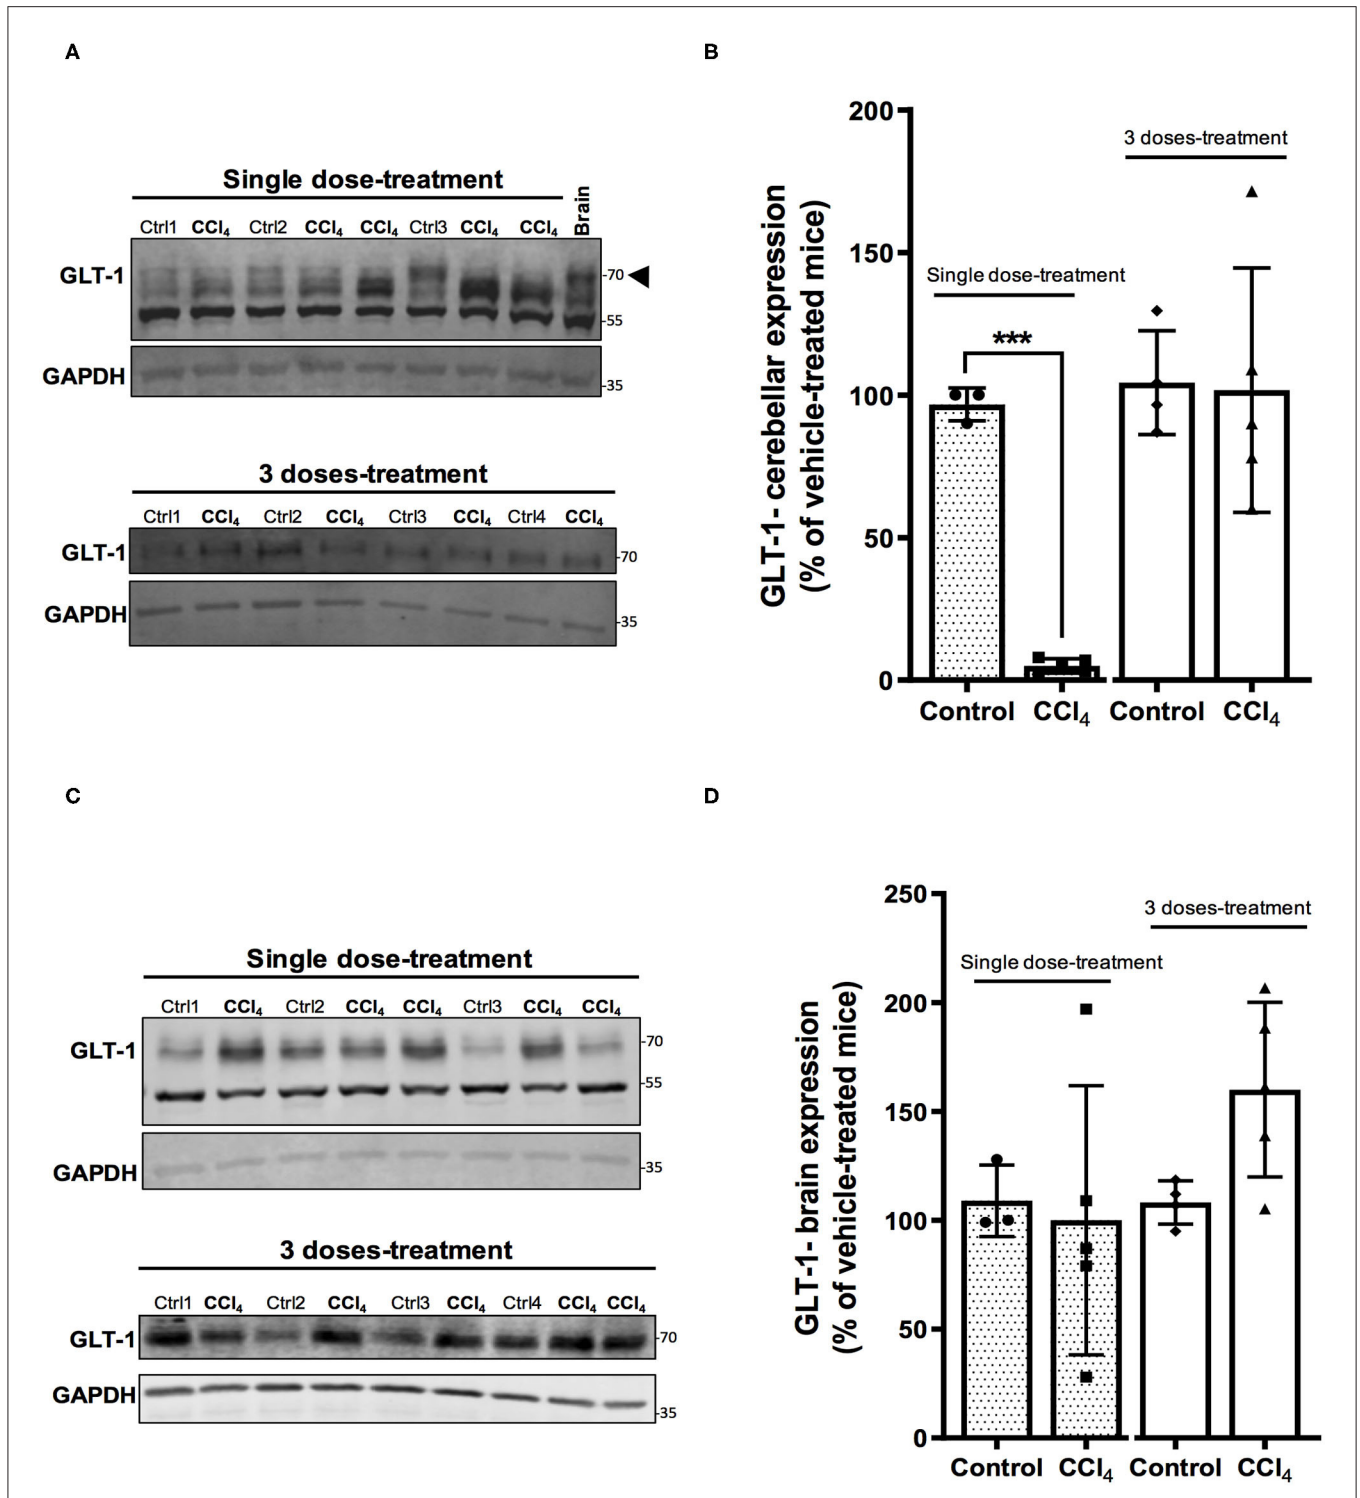 A
Single dose-treatment
Ctrl1 CCl4 Ctrl2 CCl4 CCl4 Ctrl3 CCl4 CCl4 Brain
GLT-1
-70
-55
GAPDH
-35
3 doses-treatment
Ctrl1 CCl4 Ctrl2 CCl4 Ctrl3 CCl4 Ctrl4 CCl4
GLT-1
-70
GAPDH
-35
B
GLT-1- cerebellar expression
(% of vehicle-treated mice)
200
150
100
50
0
3 doses-treatment
Single dose-treatment
***
Control CCl4 Control CCl4
C
Single dose-treatment
Ctrl1 CCl4 Ctrl2 CCl4 CCl4 Ctrl3 CCl4 CCl4
GLT-1
-70
-55
GAPDH
-35
3 doses-treatment
Ctrl1 CCl4 Ctrl2 CCl4 Ctrl3 CCl4 Ctrl4 CCl4 CCl4
GLT-1
-70
GAPDH
-35
D
GLT-1- brain expression
(% of vehicle-treated mice)
250
200
150
100
50
0
3 doses-treatment
Single dose-treatment
Control CCl4 Control CCl4